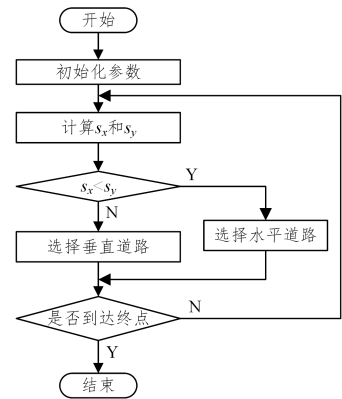 开始
初始化参数
计算sx和sy
sx<sy
Y
N
选择垂直道路
选择水平道路
是否到达终点
N
Y
结束